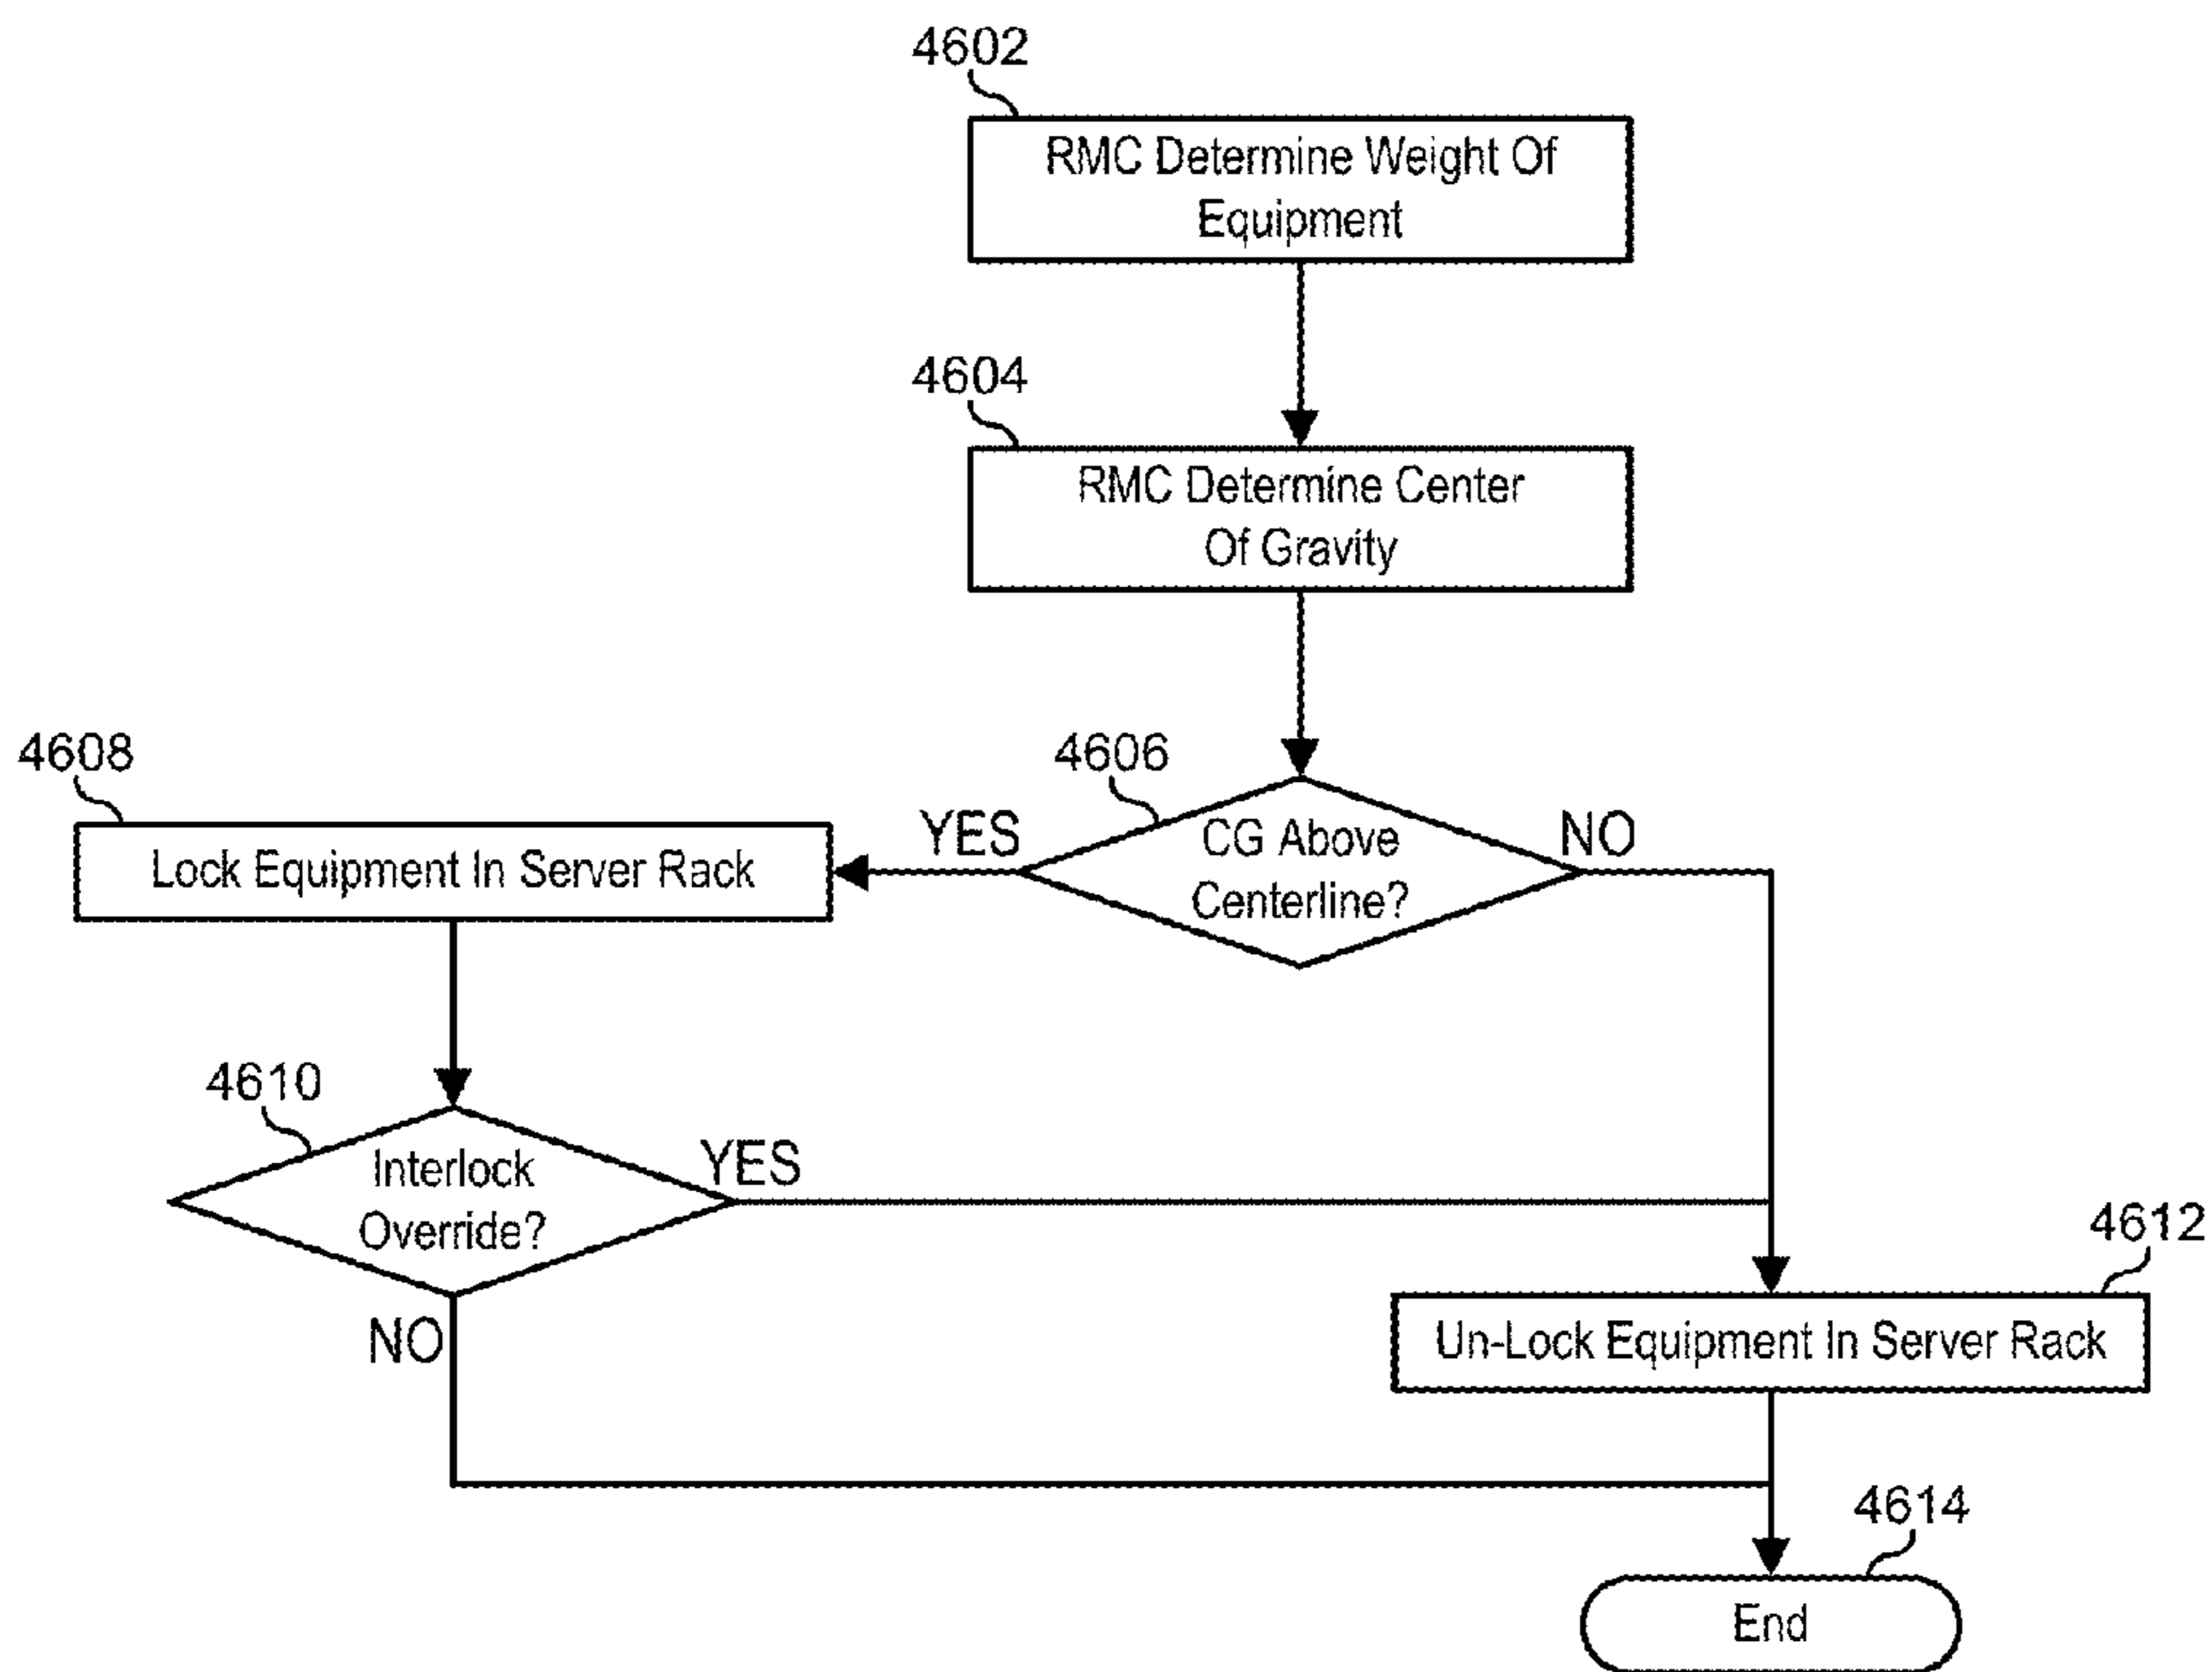 4602
RMC Determine Weight Of
Equipment
4604
RMC Determine Center
Of Gravity
4606
CG Above
Centerline?
YES
NO
4608
Lock Equipment In Server Rack
4610
Interlock
Override?
YES
NO
4612
Un-Lock Equipment In Server Rack
4614
End